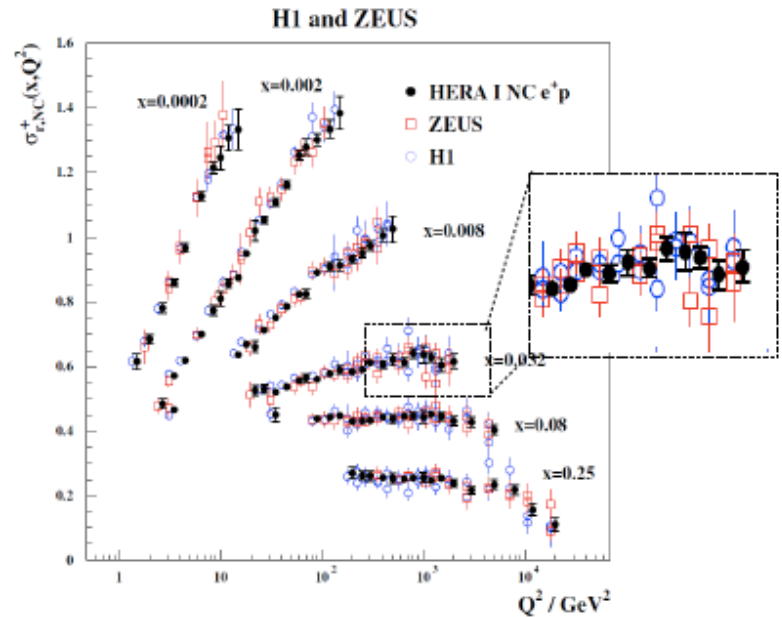 H1 and ZEUS
σ⁺r,NC(x,Q²)
1.6
1.4
1.2
1
0.8
0.6
0.4
0.2
0
x=0.0002
x=0.002
HERA I NC e⁺p
ZEUS
H1
x=0.008
x=0.032
x=0.08
x=0.25
1
10
10²
10³
10⁴
Q² / GeV²